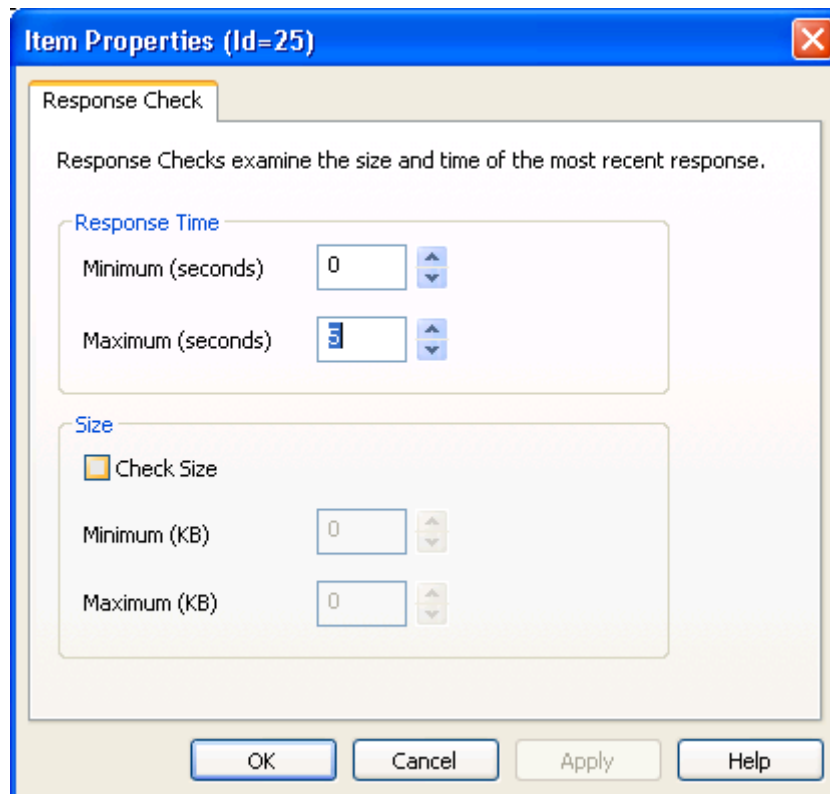 Item Properties (Id=25)
Response Check
Response Checks examine the size and time of the most recent response.
Response Time
Minimum (seconds) 0
Maximum (seconds)
Size
Check Size
Minimum (KB) 0
Maximum (KB) 0
OK Cancel Apply Help